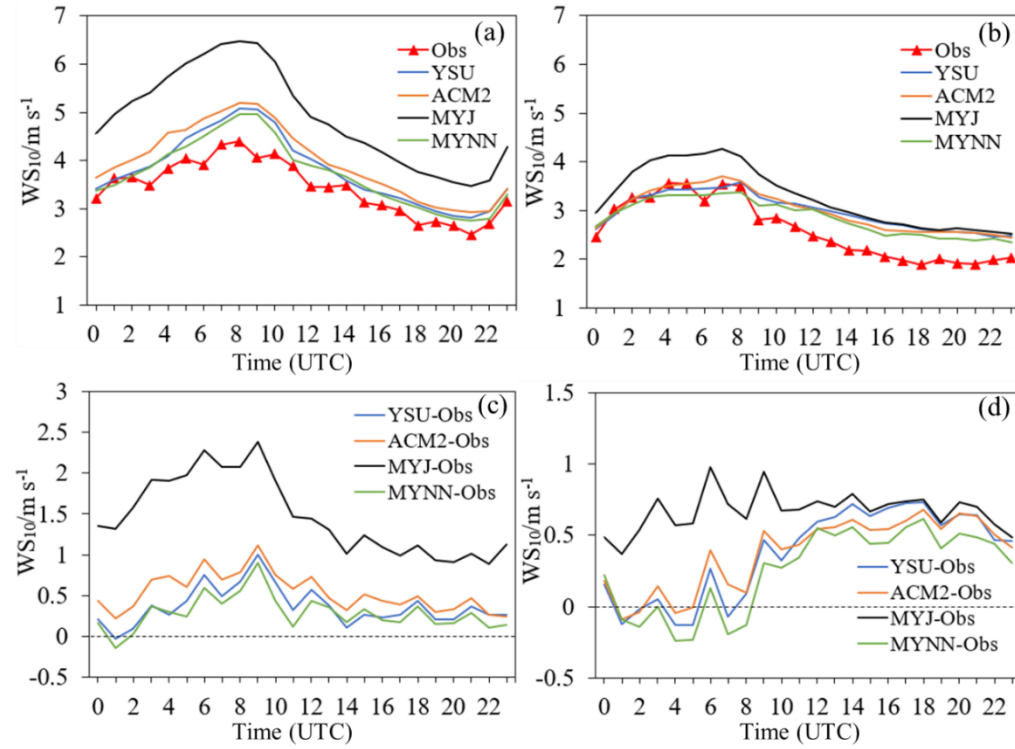 (a)
7
6
5
4
3
2
1
WS₁₀/m s⁻¹
Obs
YSU
ACM2
MYJ
MYNN
0 2 4 6 8 10 12 14 16 18 20 22
Time (UTC)
(b)
7
6
5
4
3
2
1
WS₁₀/m s⁻¹
Obs
YSU
ACM2
MYJ
MYNN
0 2 4 6 8 10 12 14 16 18 20 22
Time (UTC)
(c)
3
2.5
2
1.5
1
0.5
0
-0.5
WS₁₀/m s⁻¹
YSU-Obs
ACM2-Obs
MYJ-Obs
MYNN-Obs
0 2 4 6 8 10 12 14 16 18 20 22
Time (UTC)
(d)
1.5
1
0.5
0
-0.5
WS₁₀/m s⁻¹
YSU-Obs
ACM2-Obs
MYJ-Obs
MYNN-Obs
0 2 4 6 8 10 12 14 16 18 20 22
Time (UTC)